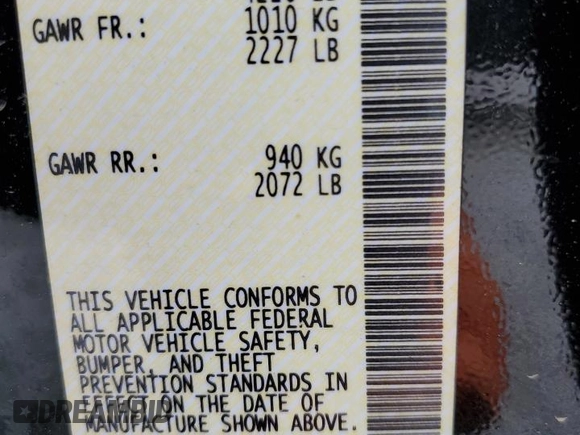 GAWR FR.: 1010 KG
2227 LB
GAWR RR.: 940 KG
2072 LB
THIS VEHICLE CONFORMS TO
ALL APPLICABLE FEDERAL
MOTOR VEHICLE SAFETY,
BUMPER, AND THEFT
PREVENTION STANDARDS IN
EFFECT ON THE DATE OF
MANUFACTURE SHOWN ABOVE.
DREAMBID